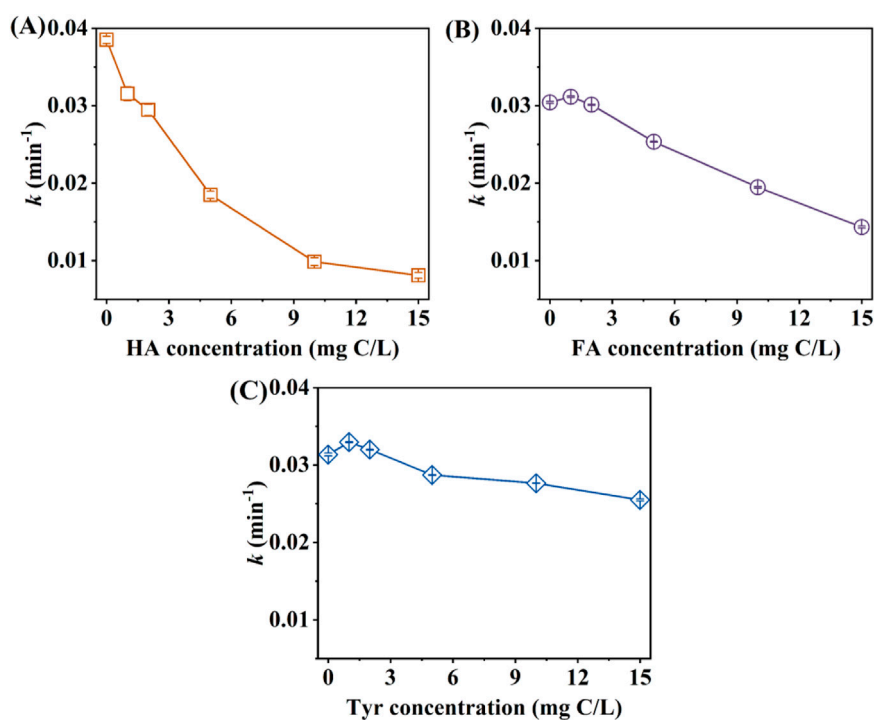 (A)
0.04
0.03
0.02
0.01
k (min⁻¹)
0 3 6 9 12 15
HA concentration (mg C/L)
(B)
0.04
0.03
0.02
0.01
k (min⁻¹)
0 3 6 9 12 15
FA concentration (mg C/L)
(C)
0.04
0.03
0.02
0.01
k (min⁻¹)
0 3 6 9 12 15
Tyr concentration (mg C/L)